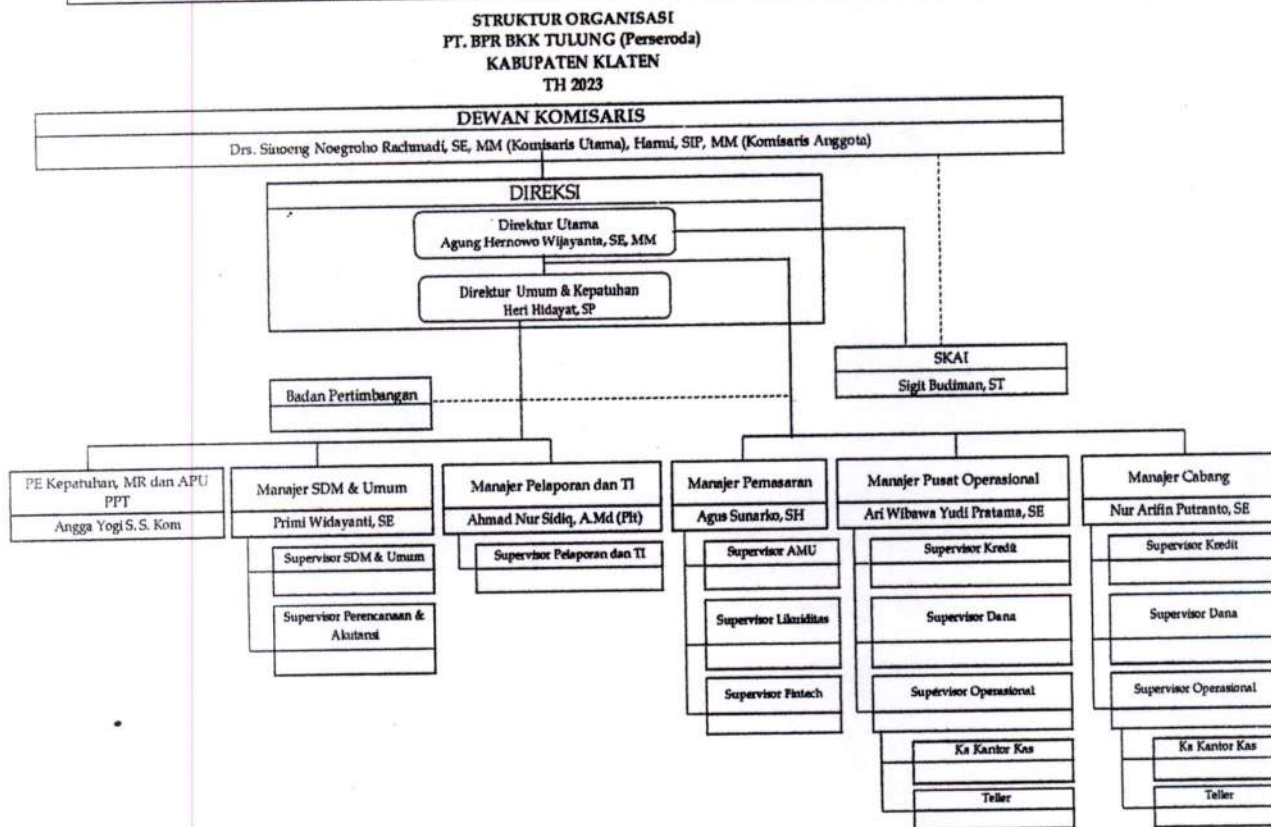 STRUKTUR ORGANISASI
PT. BPR BKK TULUNG (Perseroda)
KABUPATEN KLATEN
TH 2023
DEWAN KOMISARIS
Drs. Sinoeng Noegroho Rachmadi, SE, MM (Komisaris Utama), Harmi, SIP, MM (Komisaris Anggota)
DIREKSI
Direktur Utama
Agung Hernowo Wijayanta, SE, MM
Direktur Umum & Kepatuhan
Heri Hidayat, SP
SKAI
Sigit Budiman, ST
Badan Pertimbangan
PE Kepatuhan, MR dan APU
PPT
Angga Yogi S. S. Kom
Manajer SDM & Umum
Primi Widayanti, SE
Supervisor SDM & Umum
Supervisor Perencanaan &
Akutansi
Manajer Pelaporan dan TI
Ahmad Nur Sidiq, A.Md (Plt)
Supervisor Pelaporan dan TI
Manajer Pemasaran
Agus Sunarko, SH
Supervisor AMU
Supervisor Likuiditas
Supervisor Fintech
Manajer Pusat Operasional
Ari Wibawa Yudi Pratama, SE
Supervisor Kredit
Supervisor Dana
Supervisor Operasional
Ka Kantor Kas
Teller
Manajer Cabang
Nur Arifin Putranto, SE
Supervisor Kredit
Supervisor Dana
Supervisor Operasional
Ka Kantor Kas
Teller